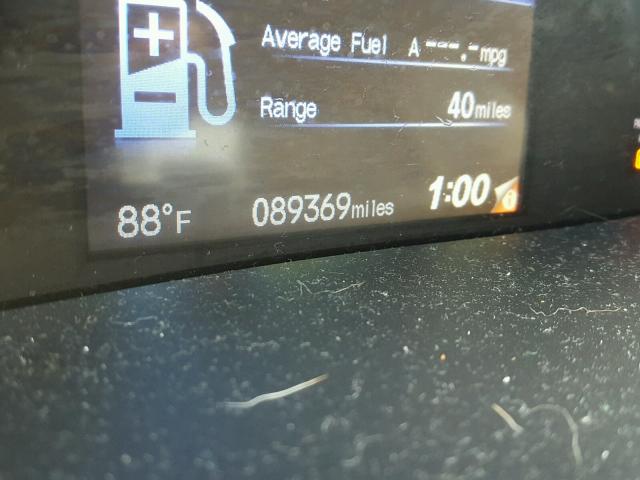 Average Fuel A ---.- mpg
Range 40 miles
88°F 089369 miles 1:00 i